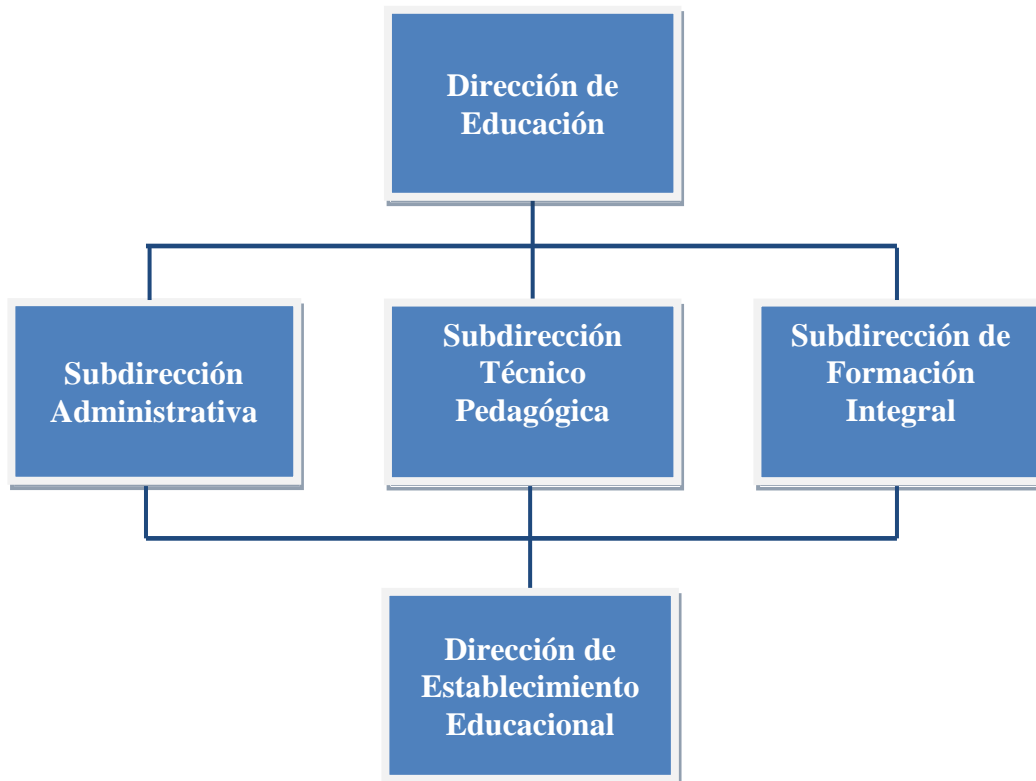 Dirección de
Educación
Subdirección
Administrativa
Subdirección
Técnico
Pedagógica
Subdirección de
Formación
Integral
Dirección de
Establecimiento
Educacional